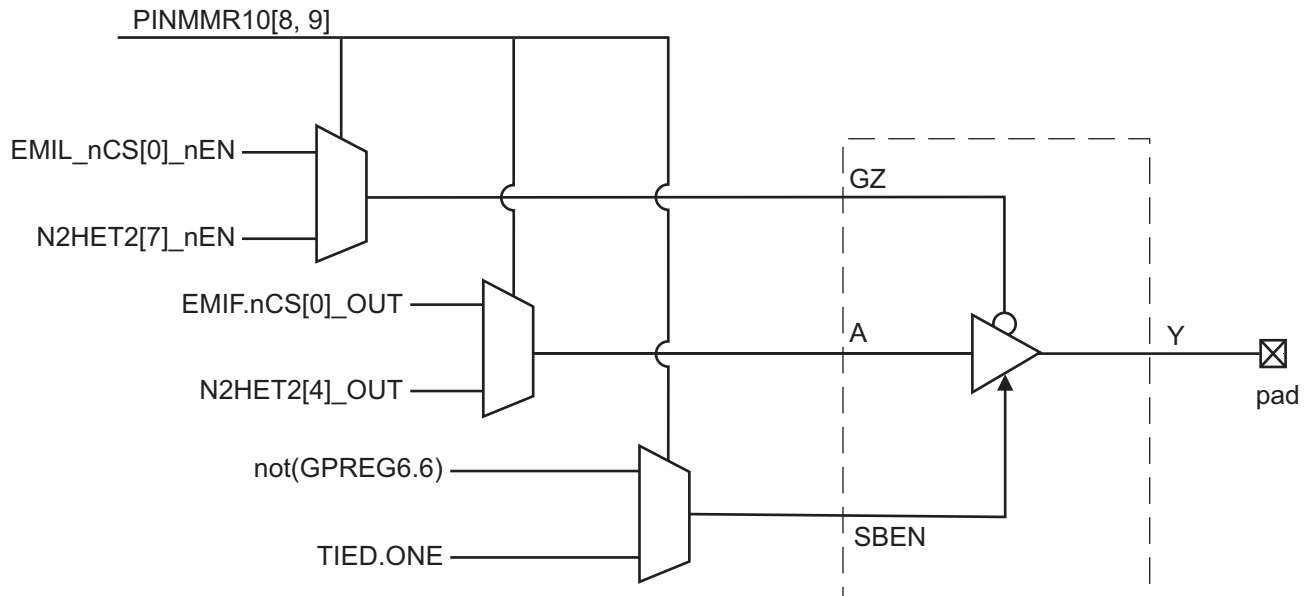 PINMMR10[8, 9]
EMIL_nCS[0]_nEN
GZ
N2HET2[7]_nEN
EMIF.nCS[0]_OUT
A
Y
N2HET2[4]_OUT
pad
not(GPREG6.6)
SBEN
TIED.ONE